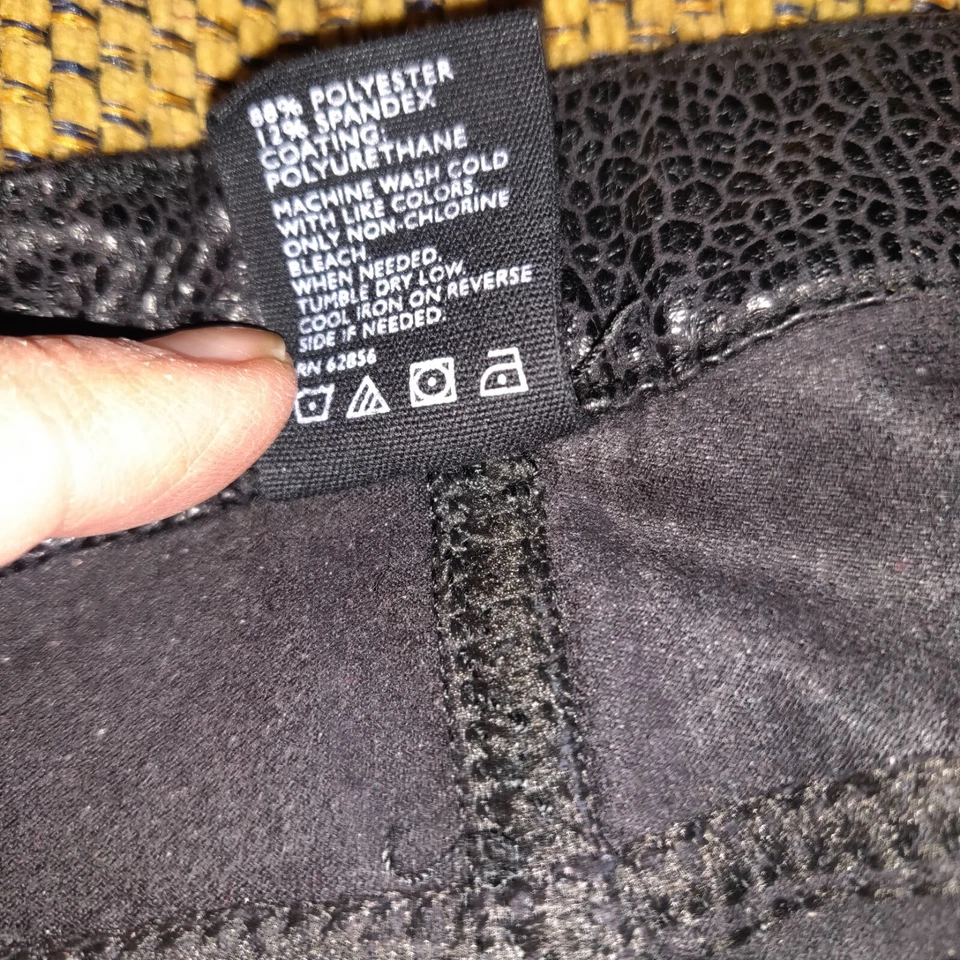 88% POLYESTER
12% SPANDEX
COATING:
POLYURETHANE
MACHINE WASH COLD
WITH LIKE COLORS.
ONLY NON-CHLORINE
BLEACH
WHEN NEEDED.
TUMBLE DRY LOW.
COOL IRON ON REVERSE
SIDE IF NEEDED.
RN 62856